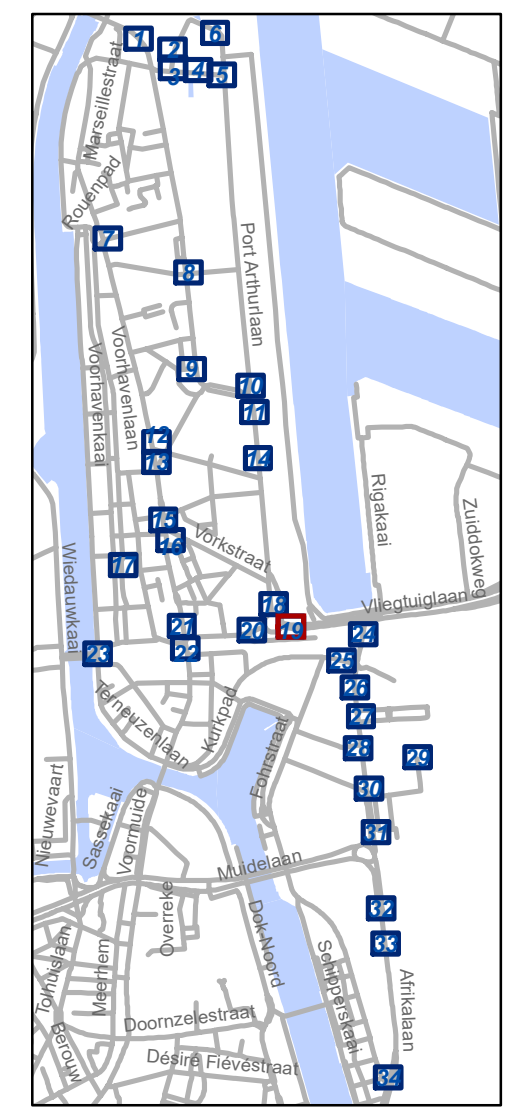 1
2
3
4
5
6
Marseillestraat
Rouenpad
7
Port Arthurlaan
8
Voorhavenlaan
Voorhavenkaai
9
10
11
12
13
14
Rigakaai
Zuiddokweg
15
16
Vorkstraat
17
Wiedauwkaai
18
Vliegtuiglaan
19
20
21
22
23
24
25
26
27
28
29
30
31
Terneuzenlaan
Kurkpad
Fohrstraat
Nieuwevaart
Sassekaai
Voormuide
Muidelaan
32
33
34
Overreke
Meerhem
Tolhuislaan
Dok-Noord
Schipperskaai
Afrikalaan
Doornzelestraat
Berouw
Désiré Fiévéstraat